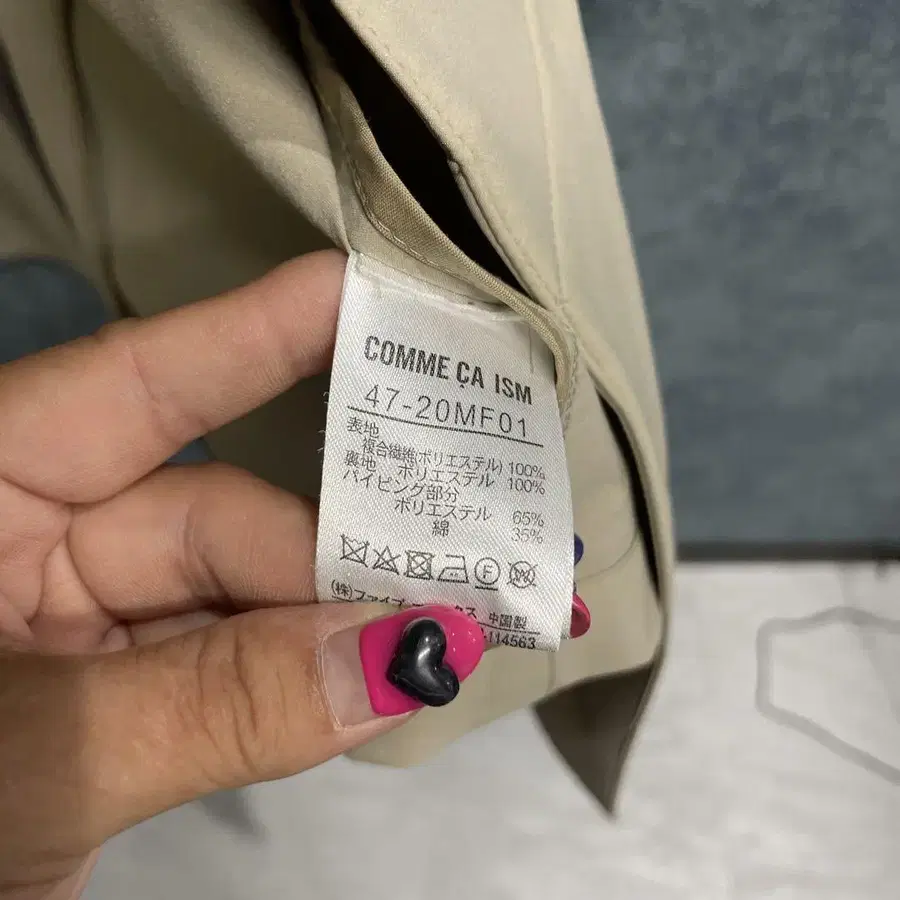 COMME ÇA ISM
47-20MF01
表地
複合繊維(ポリエステル) 100%
裏地 ポリエステル 100%
パイピング部分
ポリエステル 65%
綿 35%
F
W
(株)ファイブ 中国製
-114563